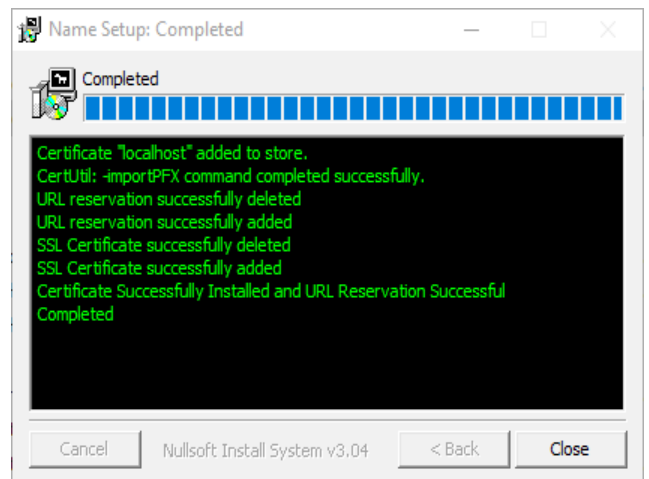 Name Setup: Completed
Completed
Certificate "localhost" added to store.
CertUtil: -importPFX command completed successfully.
URL reservation successfully deleted
URL reservation successfully added
SSL Certificate successfully deleted
SSL Certificate successfully added
Certificate Successfully Installed and URL Reservation Successful
Completed
Cancel
Nullsoft Install System v3.04
< Back
Close